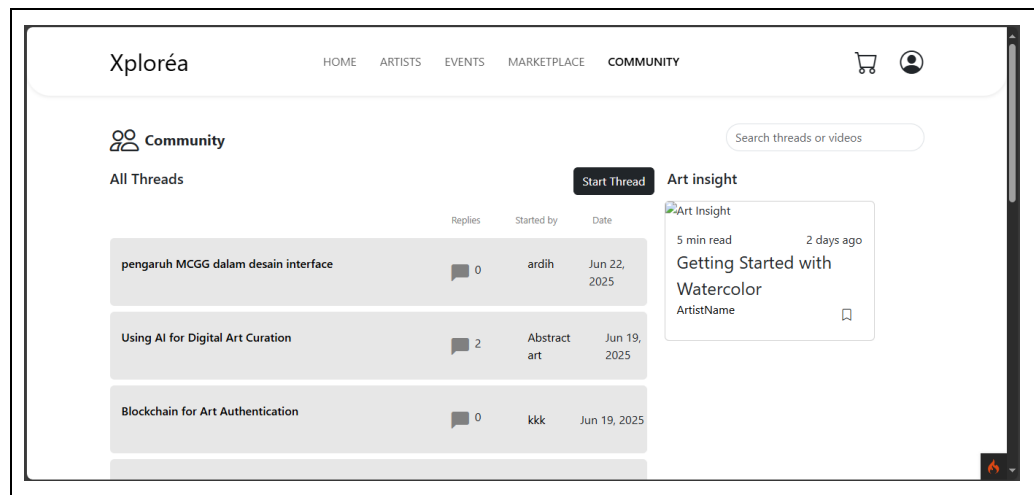 Xploréa
HOME ARTISTS EVENTS MARKETPLACE COMMUNITY
Community
Search threads or videos
All Threads
Start Thread
Replies Started by Date
pengaruh MCGG dalam desain interface
0
ardih
Jun 22,
2025
Using AI for Digital Art Curation
2
Abstract
art
Jun 19,
2025
Blockchain for Art Authentication
0
kkk
Jun 19, 2025
Art insight
Art Insight
5 min read 2 days ago
Getting Started with
Watercolor
ArtistName